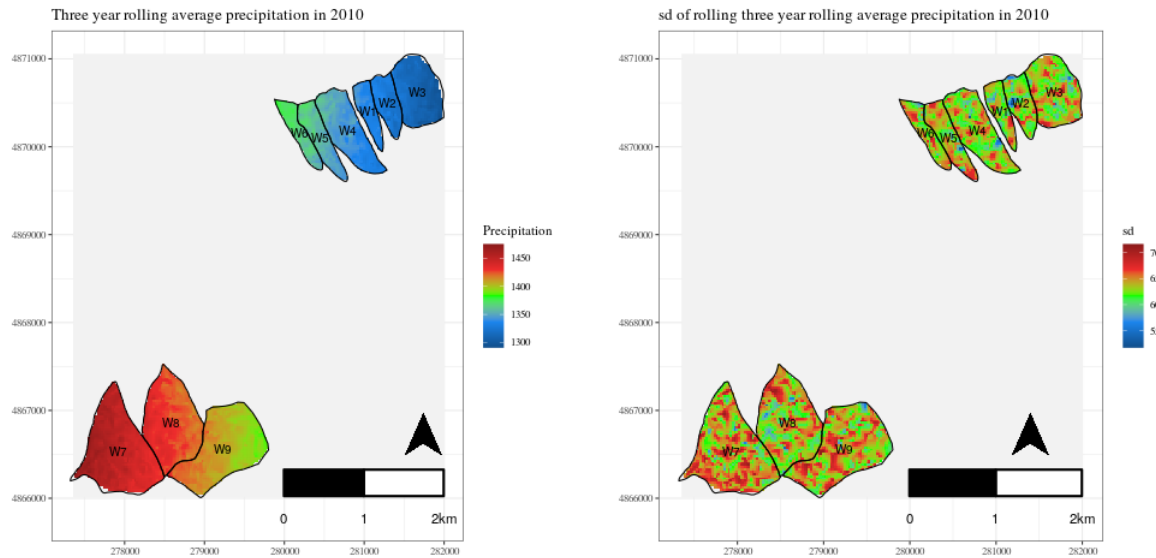 Three year rolling average precipitation in 2010
4871000
4870000
4869000
4868000
4867000
4866000
W3
W2
W1
W4
W5
W6
W7
W8
W9
0 1 2km
278000 279000 280000 281000 282000
Precipitation
1450
1400
1350
1300
sd of rolling three year rolling average precipitation in 2010
4871000
4870000
4869000
4868000
4867000
4866000
W3
W2
W1
W4
W5
W6
W7
W8
W9
0 1 2km
278000 279000 280000 281000 282000
sd